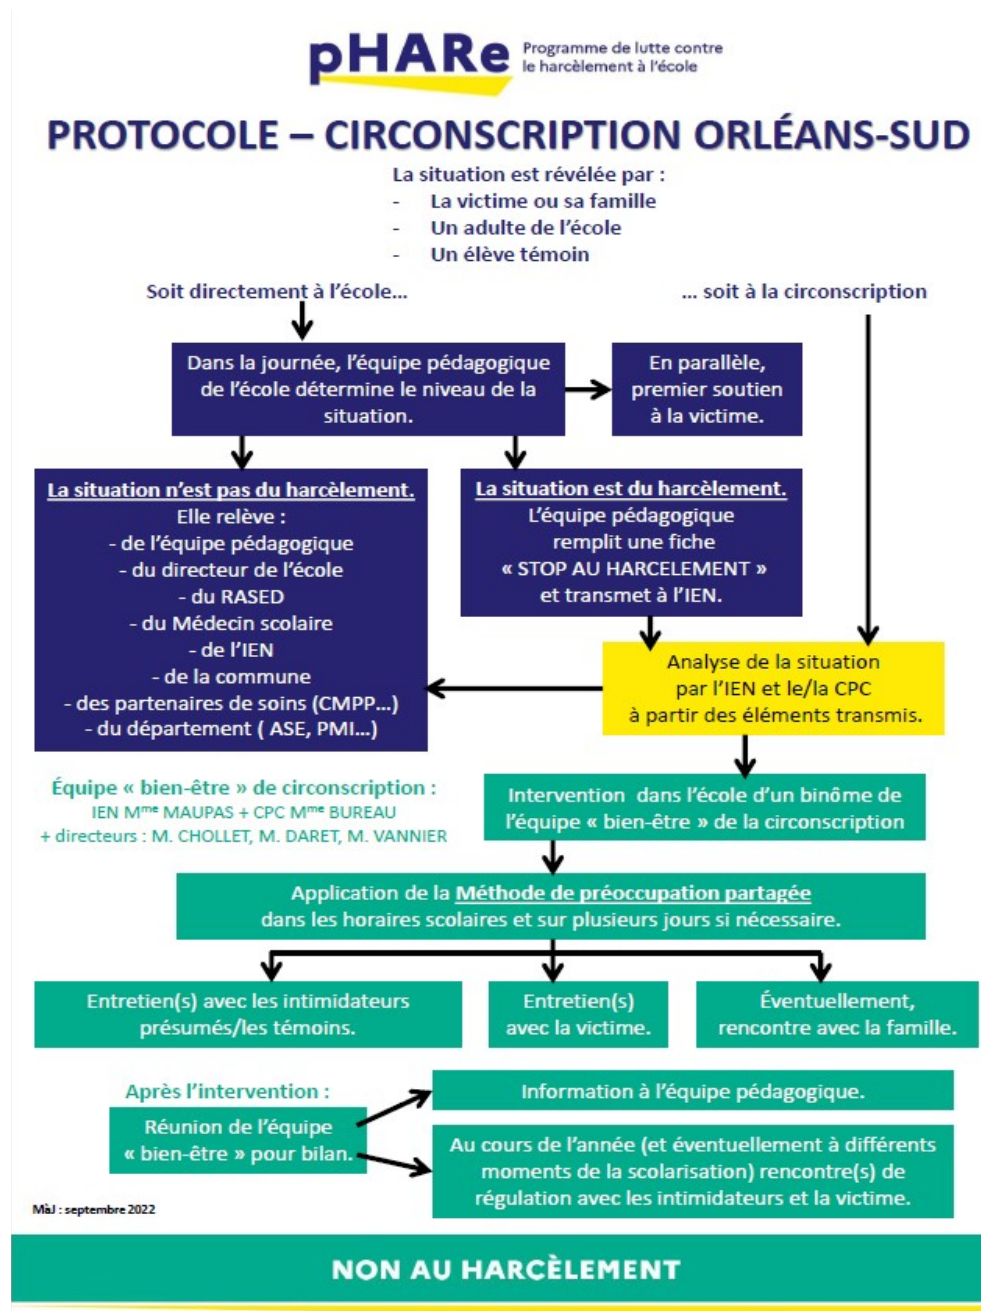 pHARe
Programme de lutte contre
le harcèlement à l'école
PROTOCOLE – CIRCONSCRIPTION ORLÉANS-SUD
La situation est révélée par :
- La victime ou sa famille
- Un adulte de l'école
- Un élève témoin
Soit directement à l'école...
... soit à la circonscription
Dans la journée, l'équipe pédagogique
de l'école détermine le niveau de la
situation.
En parallèle,
premier soutien
à la victime.
La situation n'est pas du harcèlement.
Elle relève :
- de l'équipe pédagogique
- du directeur de l'école
- du RASED
- du Médecin scolaire
- de l'IEN
- de la commune
- des partenaires de soins (CMPP...)
- du département ( ASE, PMI...)
La situation est du harcèlement.
L'équipe pédagogique
remplit une fiche
« STOP AU HARCELEMENT »
et transmet à l'IEN.
Analyse de la situation
par l'IEN et le/la CPC
à partir des éléments transmis.
Équipe « bien-être » de circonscription :
IEN Mme MAUPAS + CPC Mme BUREAU
+ directeurs : M. CHOLLET, M. DARET, M. VANNIER
Intervention dans l'école d'un binôme de
l'équipe « bien-être » de la circonscription
Application de la Méthode de préoccupation partagée
dans les horaires scolaires et sur plusieurs jours si nécessaire.
Entretien(s) avec les intimidateurs
présumés/les témoins.
Entretien(s)
avec la victime.
Éventuellement,
rencontre avec la famille.
Après l'intervention :
Réunion de l'équipe
« bien-être » pour bilan.
Information à l'équipe pédagogique.
Au cours de l'année (et éventuellement à différents
moments de la scolarisation) rencontre(s) de
régulation avec les intimidateurs et la victime.
MàJ : septembre 2022
NON AU HARCÈLEMENT